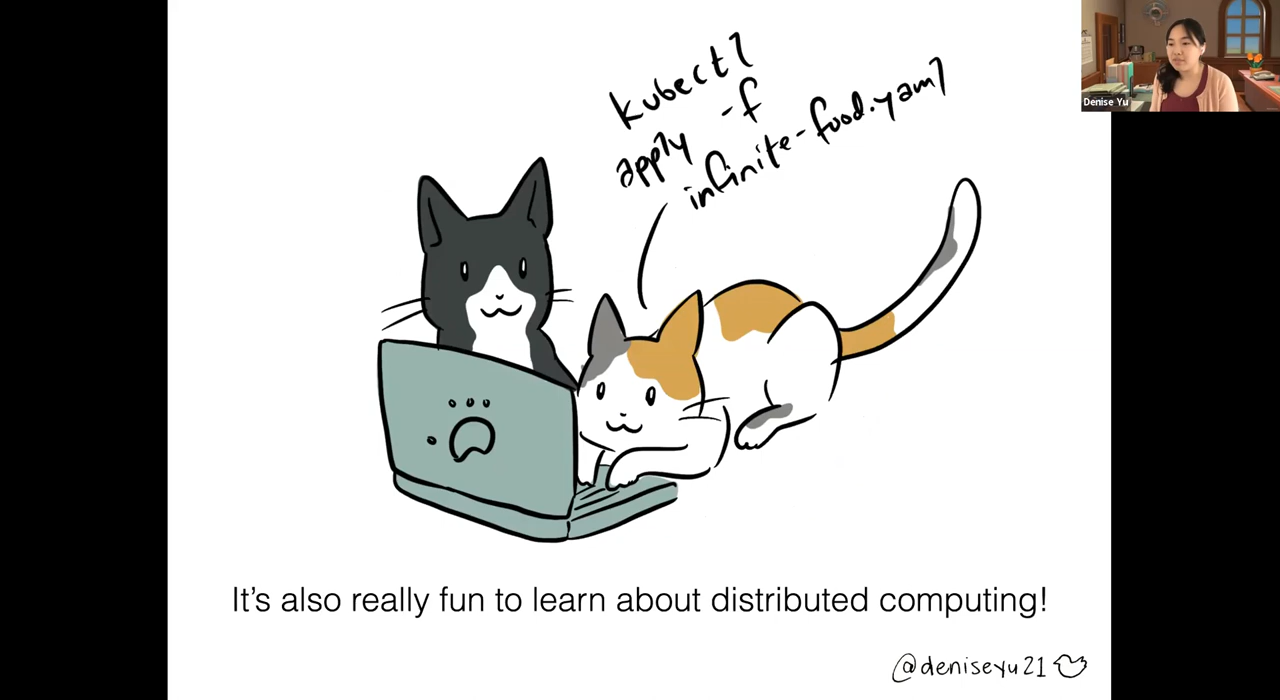 kubectl
apply -f
infinite-food.yaml
It's also really fun to learn about distributed computing!
@deniseyu21
Denise Yu